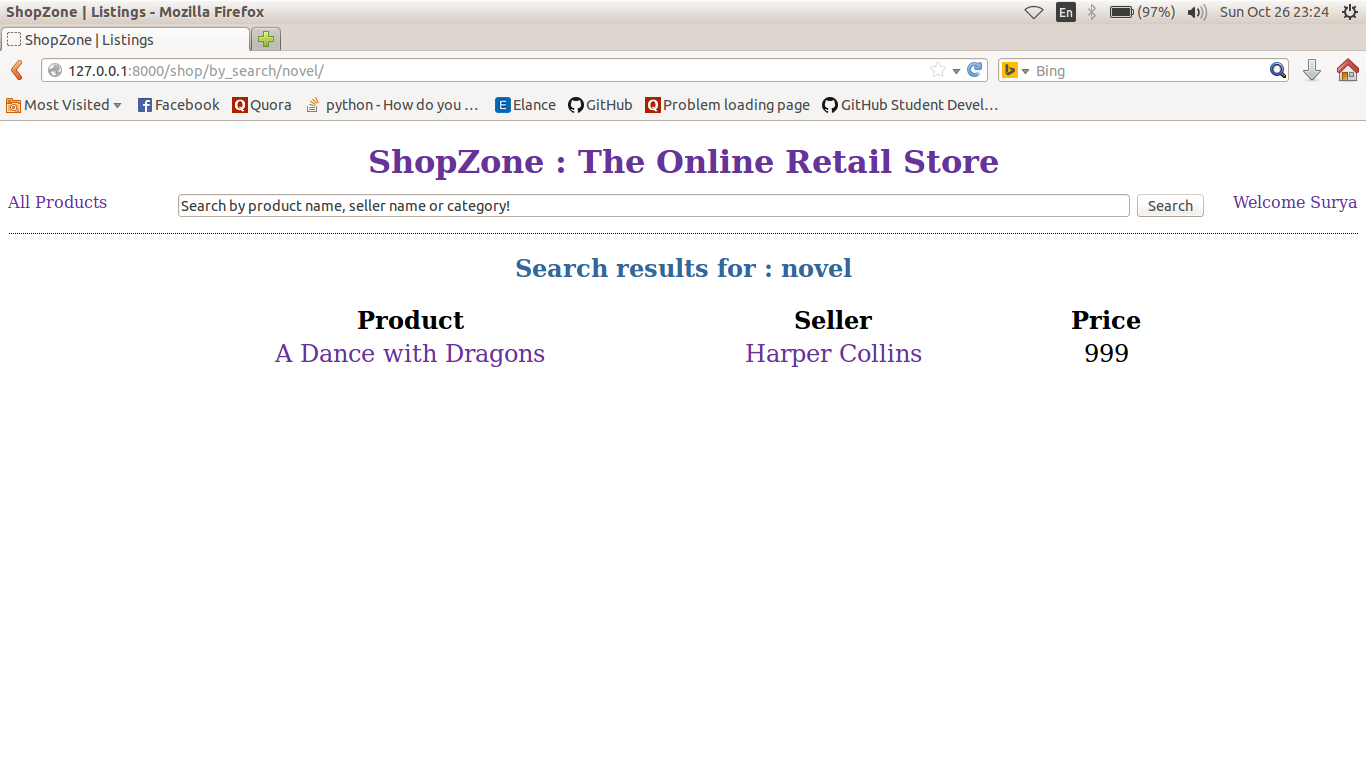 ShopZone | Listings - Mozilla Firefox En (97%) Sun Oct 26 23:24
ShopZone | Listings
127.0.0.1:8000/shop/by_search/novel/ Bing
Most Visited Facebook Quora python - How do you ... Elance GitHub Problem loading page GitHub Student Devel...
ShopZone : The Online Retail Store
All Products Search by product name, seller name or category! Search Welcome Surya
Search results for : novel
Product Seller Price
A Dance with Dragons Harper Collins 999